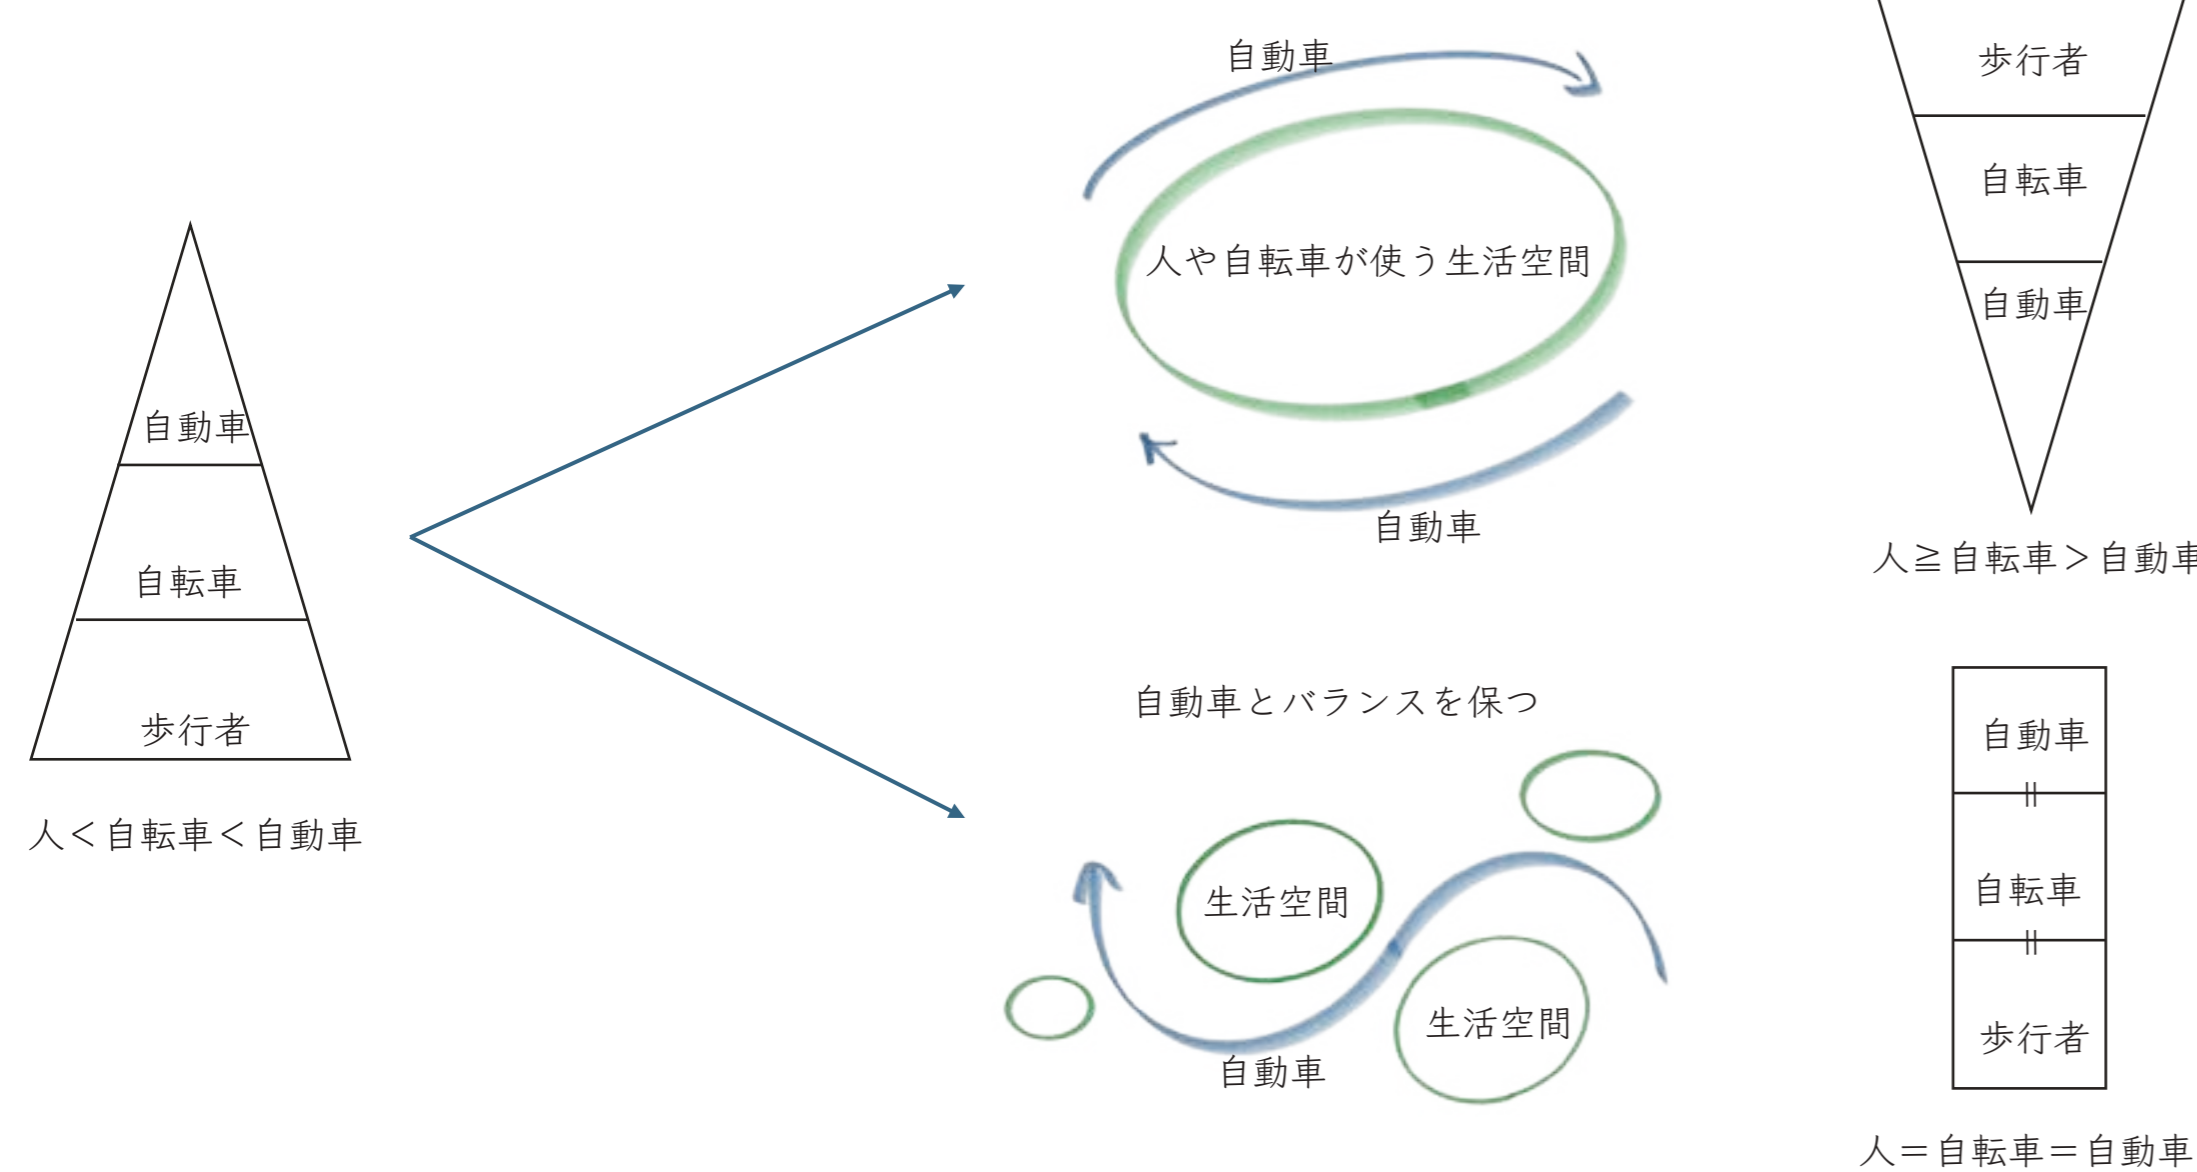 自動車
自転車
歩行者
人＜自転車＜自動車
自動車
人や自転車が使う生活空間
自動車
歩行者
自転車
自動車
人≧自転車＞自動車
自動車とバランスを保つ
生活空間
生活空間
自動車
自動車
自転車
歩行者
人＝自転車＝自動車